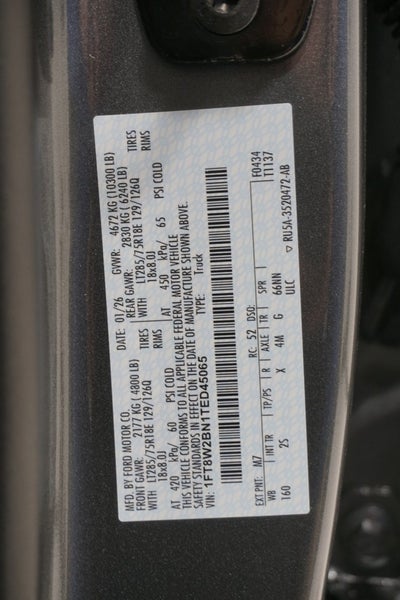 MFD. BY FORD MOTOR CO.
DATE: 01/26 GVWR: 4672 KG (10300 LB)
FRONT GAWR: 2177 KG ( 4800 LB) REAR GAWR: 2830 KG ( 6240 LB)
WITH LT285/75R18E 129/126Q TIRES WITH LT285/75R18E 129/126Q TIRES
18x8.0J RIMS 18x8.0J RIMS
AT 420 kPa/ 60 PSI COLD AT 450 kPa/ 65 PSI COLD
THIS VEHICLE CONFORMS TO ALL APPLICABLE FEDERAL MOTOR VEHICLE
SAFETY STANDARDS IN EFFECT ON THE DATE OF MANUFACTURE SHOWN ABOVE.
VIN: 1FT8W2BN1TED45065 TYPE: Truck
EXT PNT: M7 RC: 52 DSO: F0434
WB INT TR TP/PS R AXLE TR SPR T1137
160 2S X 4M G 66NN
ULC
▽ RU5A-3520472-AB